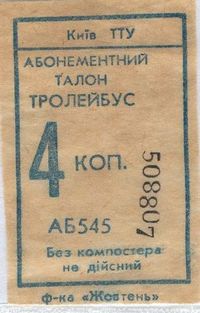 Київ ТТУ
АБОНЕМЕНТНИЙ
ТАЛОН
ТРОЛЕЙБУС
4 КОП.
508807
АБ545
Без компостера
не дійсний
ф-ка «Жовтень»